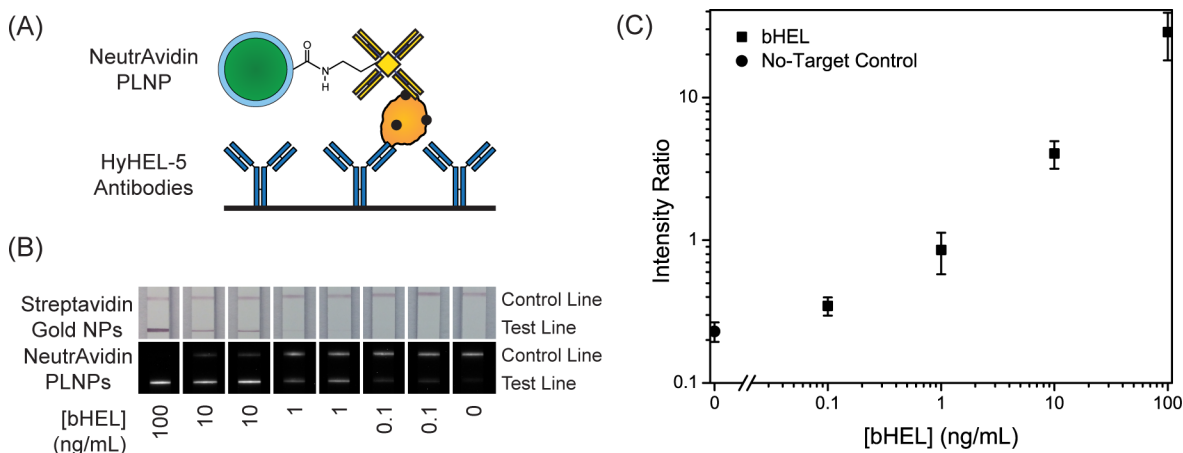 (A)
NeutrAvidin
PLNP
O
N
H
HyHEL-5
Antibodies
(B)
Streptavidin
Gold NPs
Control Line
Test Line
NeutrAvidin
PLNPs
Control Line
Test Line
[bHEL]
(ng/mL)
100 10 10 1 1 0.1 0.1 0
(C)
bHEL
No-Target Control
Intensity Ratio
10
1
0.1
0 0.1 1 10 100
[bHEL] (ng/mL)